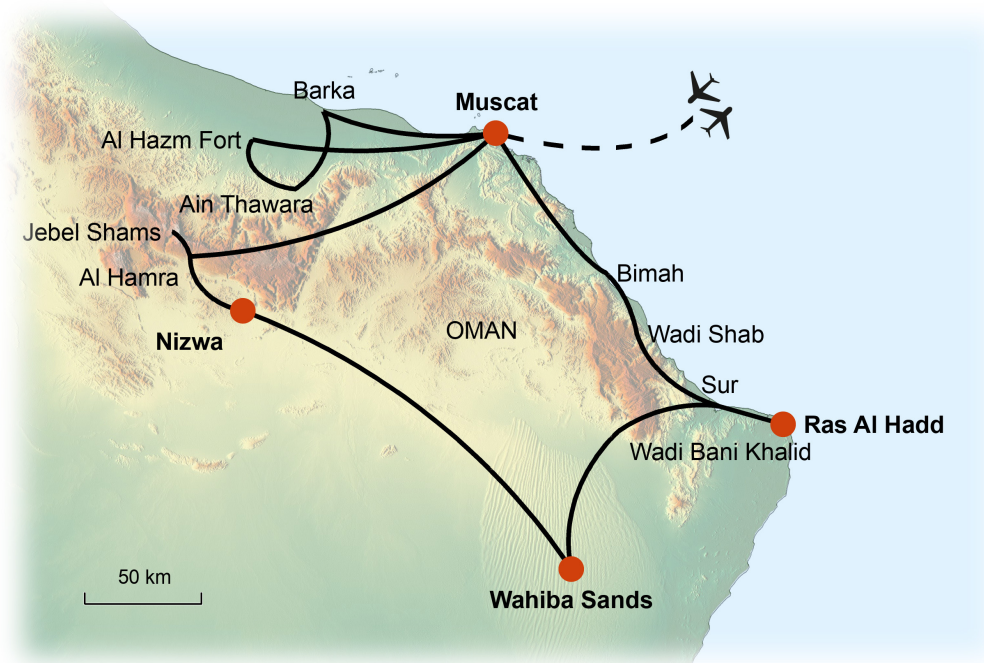 Barka
Muscat
Al Hazm Fort
Ain Thawara
Jebel Shams
Al Hamra
Bimah
Nizwa
OMAN
Wadi Shab
Sur
Ras Al Hadd
Wadi Bani Khalid
50 km
Wahiba Sands